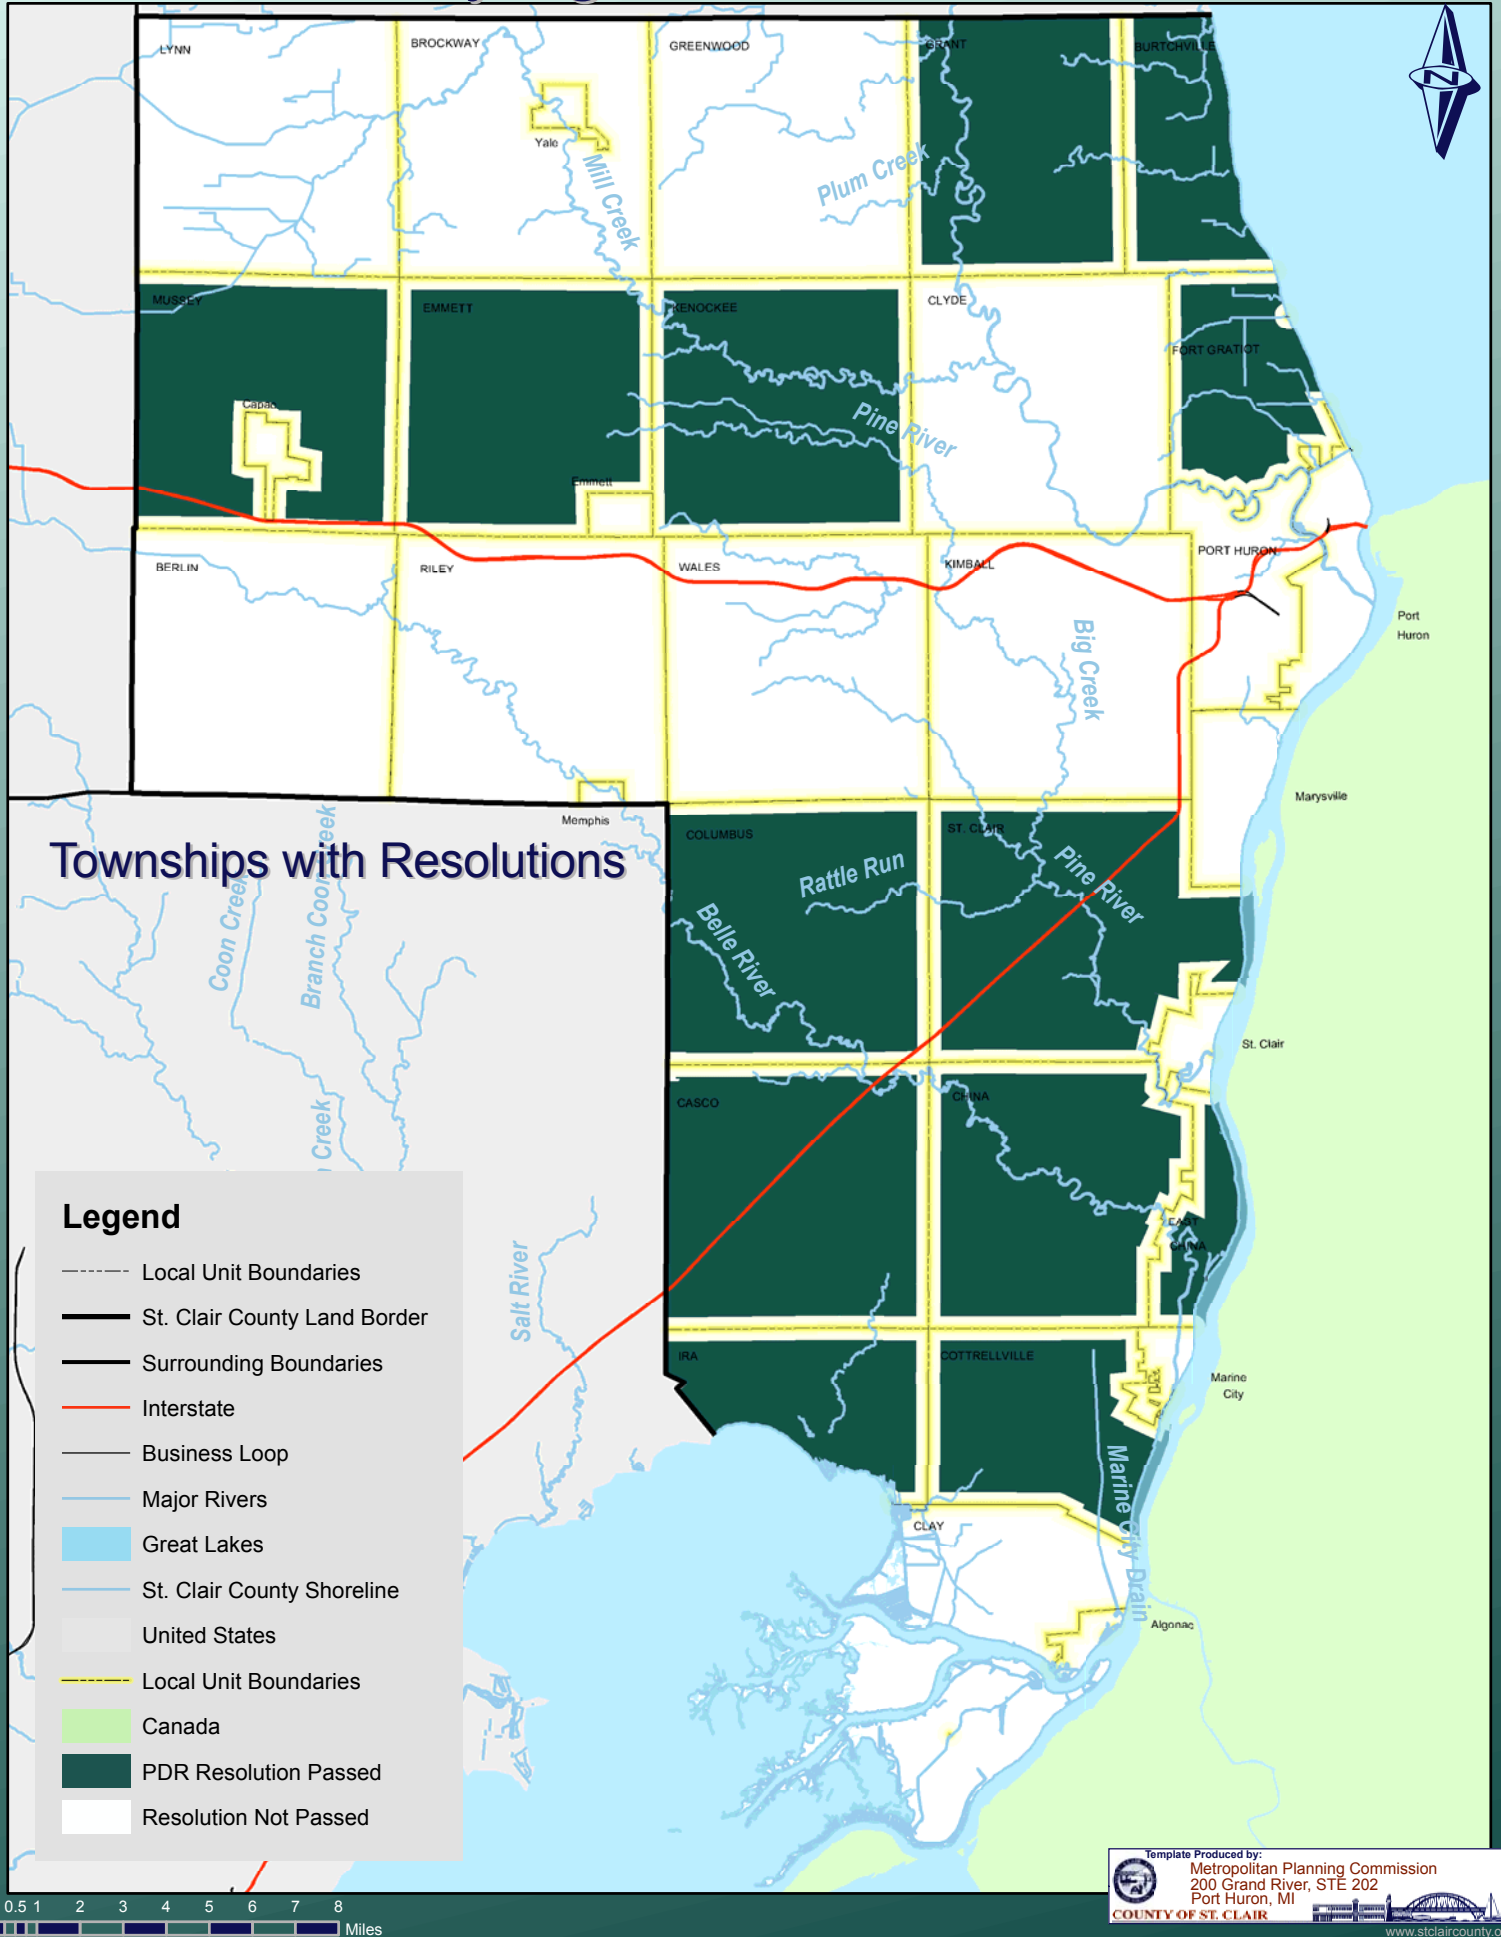 LYNN
BROCKWAY
GREENWOOD
GRANT
BURTCHVILLE
N
Yale
Mill Creek
Plum Creek
MUSSEY
EMMETT
KENOCKEE
CLYDE
FORT GRATIOT
Capac
Pine River
Emmett
BERLIN
RILEY
WALES
KIMBALL
PORT HURON
Port
Huron
Big Creek
Marysville
Memphis
Townships with Resolutions
COLUMBUS
ST. CLAIR
Rattle Run
Pine River
Coon Creek
Branch Coon Creek
Belle River
St. Clair
CASCO
CHINA
Creek
EAST
CHINA
Salt River
IRA
COTTRELLVILLE
Marine
City
Marine City Drain
CLAY
Algonac
Legend
Local Unit Boundaries
St. Clair County Land Border
Surrounding Boundaries
Interstate
Business Loop
Major Rivers
Great Lakes
St. Clair County Shoreline
United States
Local Unit Boundaries
Canada
PDR Resolution Passed
Resolution Not Passed
0.5 1 2 3 4 5 6 7 8
Miles
Template Produced by:
Metropolitan Planning Commission
200 Grand River, STE 202
Port Huron, MI
COUNTY OF ST. CLAIR
www.stclaircounty.o